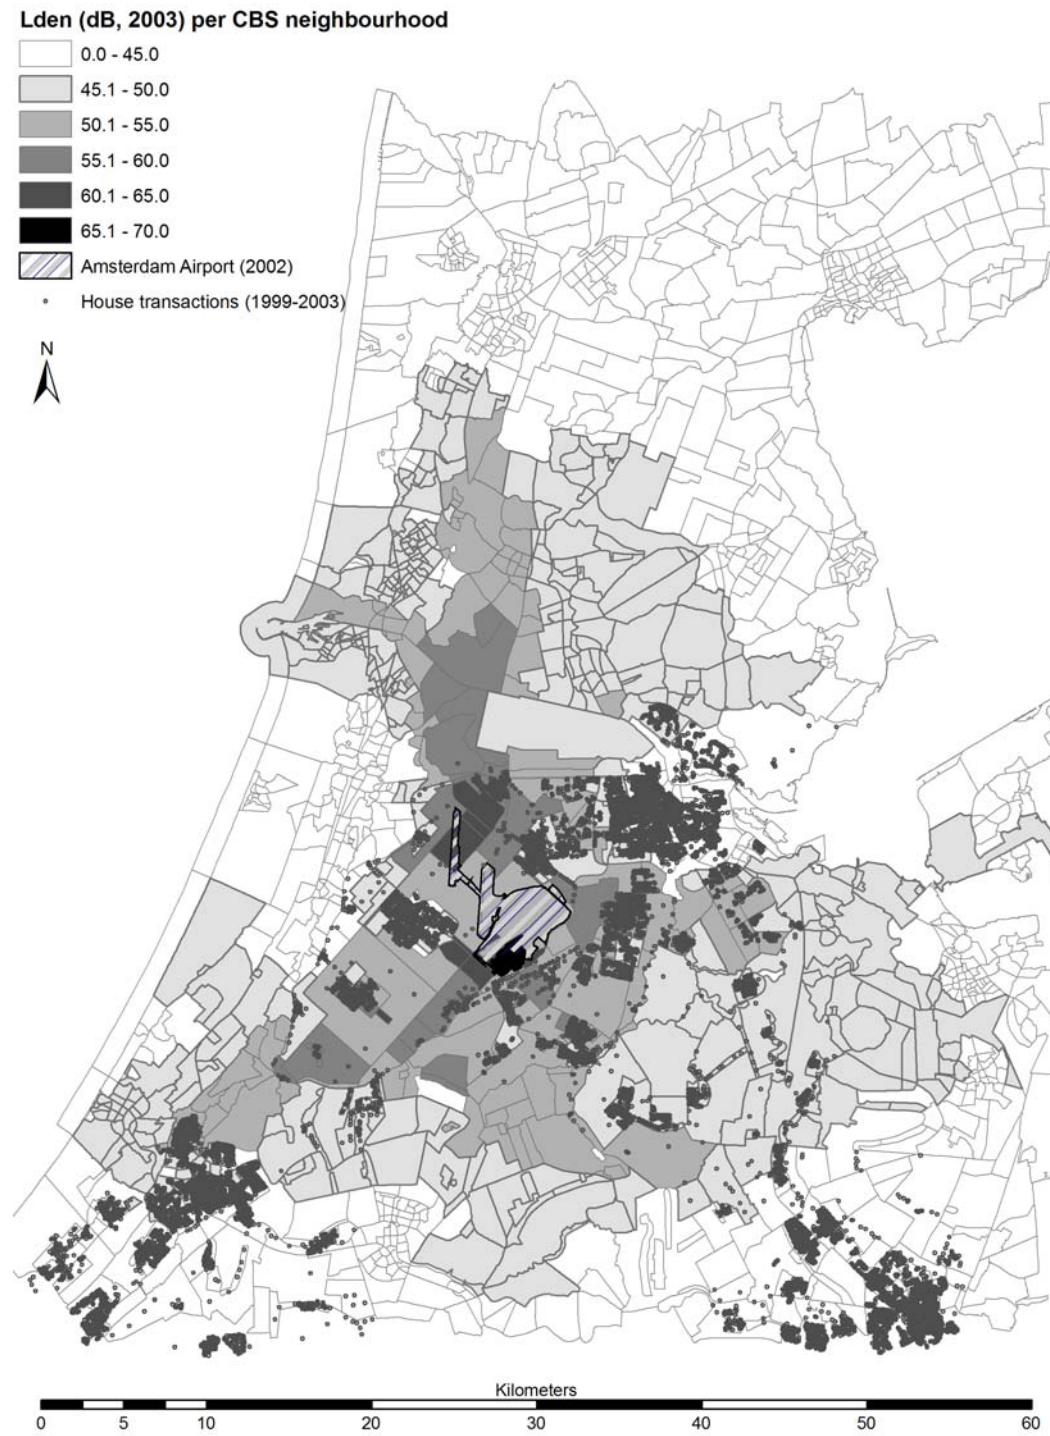 Lden (dB, 2003) per CBS neighbourhood
0.0 - 45.0
45.1 - 50.0
50.1 - 55.0
55.1 - 60.0
60.1 - 65.0
65.1 - 70.0
Amsterdam Airport (2002)
House transactions (1999-2003)
N
Kilometers
0 5 10 20 30 40 50 60